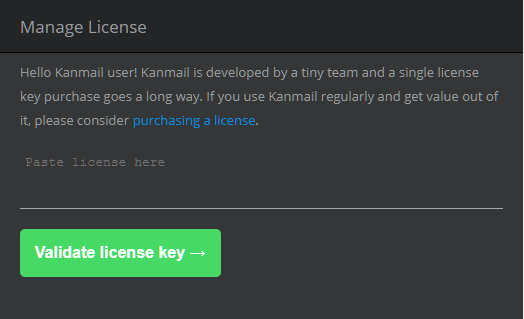 Manage License
Hello Kanmail user! Kanmail is developed by a tiny team and a single license
key purchase goes a long way. If you use Kanmail regularly and get value out of
it, please consider purchasing a license.
Paste license here
Validate license key →